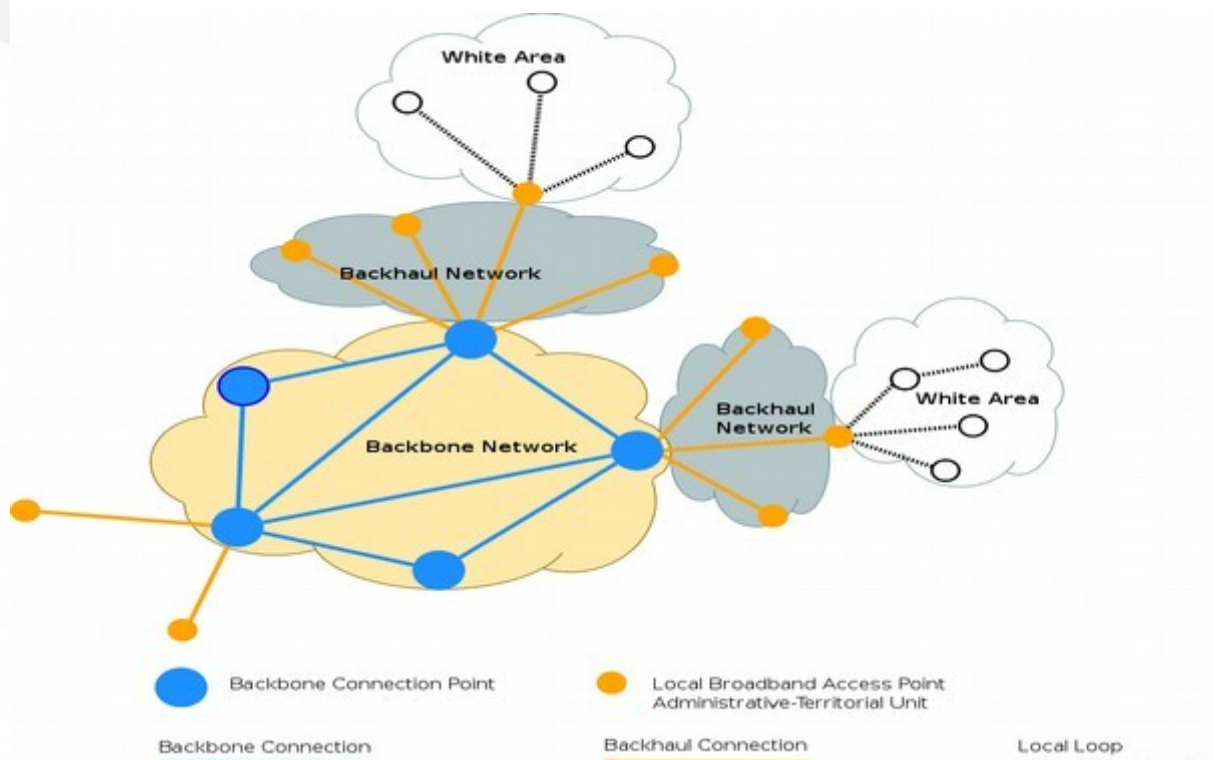 White Area
Backhaul Network
Backhaul
Network
White Area
Backbone Network
Backbone Connection Point
Local Broadband Access Point
Administrative-Territorial Unit
Backbone Connection
Backhaul Connection
Local Loop